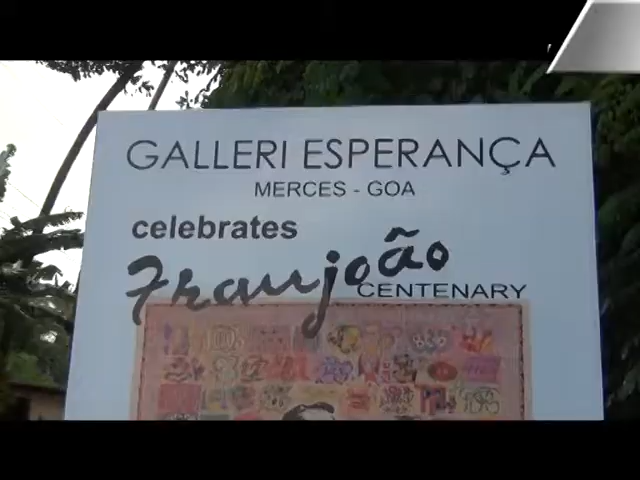 GALLERI ESPERANÇA
MERCES - GOA
celebrates
Franjoão
CENTENARY